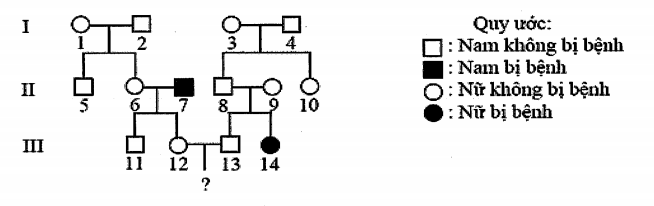 I
1 2 3 4
Quy ước:
: Nam không bị bệnh
: Nam bị bệnh
II
5 6 7 8 9 10
: Nữ không bị bệnh
: Nữ bị bệnh
III
11 12 13 14
?